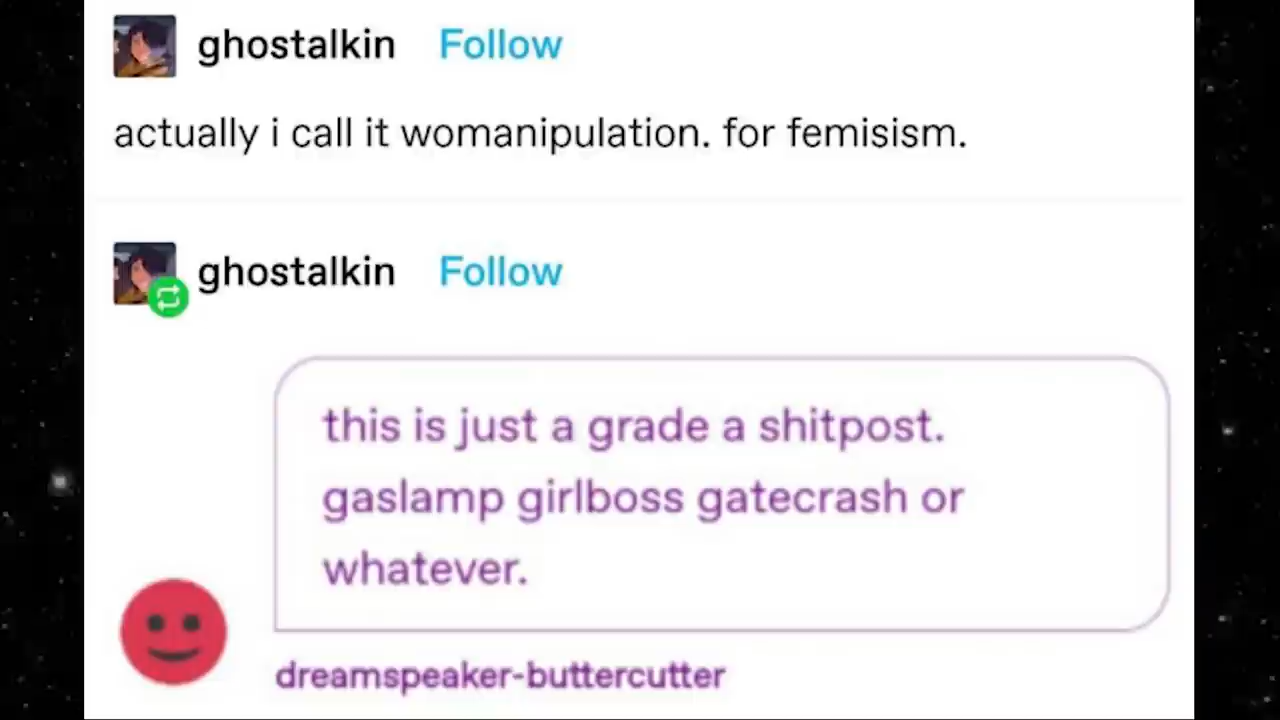 ghostalkin Follow
actually i call it womanipulation. for femisism.
ghostalkin Follow
this is just a grade a shitpost.
gaslamp girlboss gatecrash or
whatever.
dreamspeaker-buttercutter